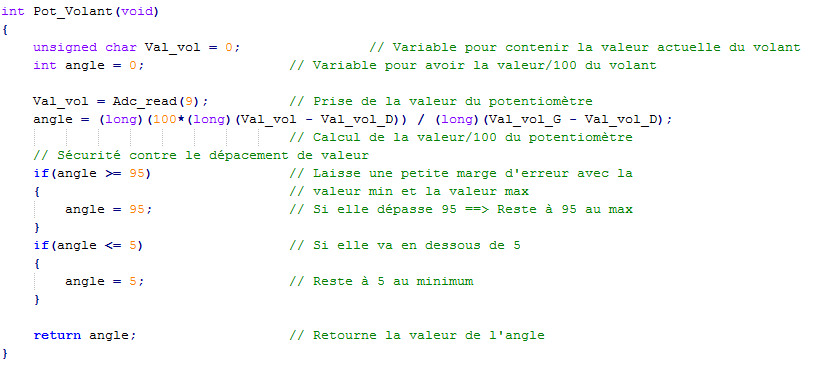 int Pot_Volant(void)
{
unsigned char Val_vol = 0; // Variable pour contenir la valeur actuelle du volant
int angle = 0; // Variable pour avoir la valeur/100 du volant
Val_vol = Adc_read(9); // Prise de la valeur du potentiomètre
angle = (long)(100*(long)(Val_vol - Val_vol_D)) / (long)(Val_vol_G - Val_vol_D);
// Calcul de la valeur/100 du potentiomètre
// Sécurité contre le dépacement de valeur
if(angle >= 95) // Laisse une petite marge d'erreur avec la
{ // valeur min et la valeur max
angle = 95; // Si elle dépasse 95 ==> Reste à 95 au max
}
if(angle <= 5) // Si elle va en dessous de 5
{
angle = 5; // Reste à 5 au minimum
}
return angle; // Retourne la valeur de l'angle
}